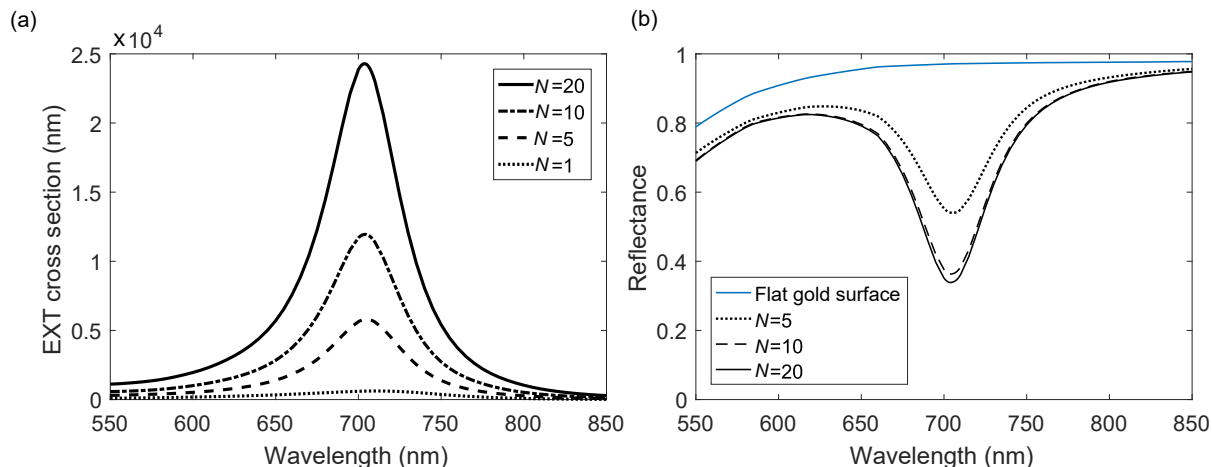 (a)
×10⁴
2.5
2
1.5
1
0.5
0
EXT cross section (nm)
N=20
N=10
N=5
N=1
550 600 650 700 750 800 850
Wavelength (nm)
(b)
1
0.8
0.6
0.4
0.2
0
Reflectance
Flat gold surface
N=5
N=10
N=20
550 600 650 700 750 800 850
Wavelength (nm)